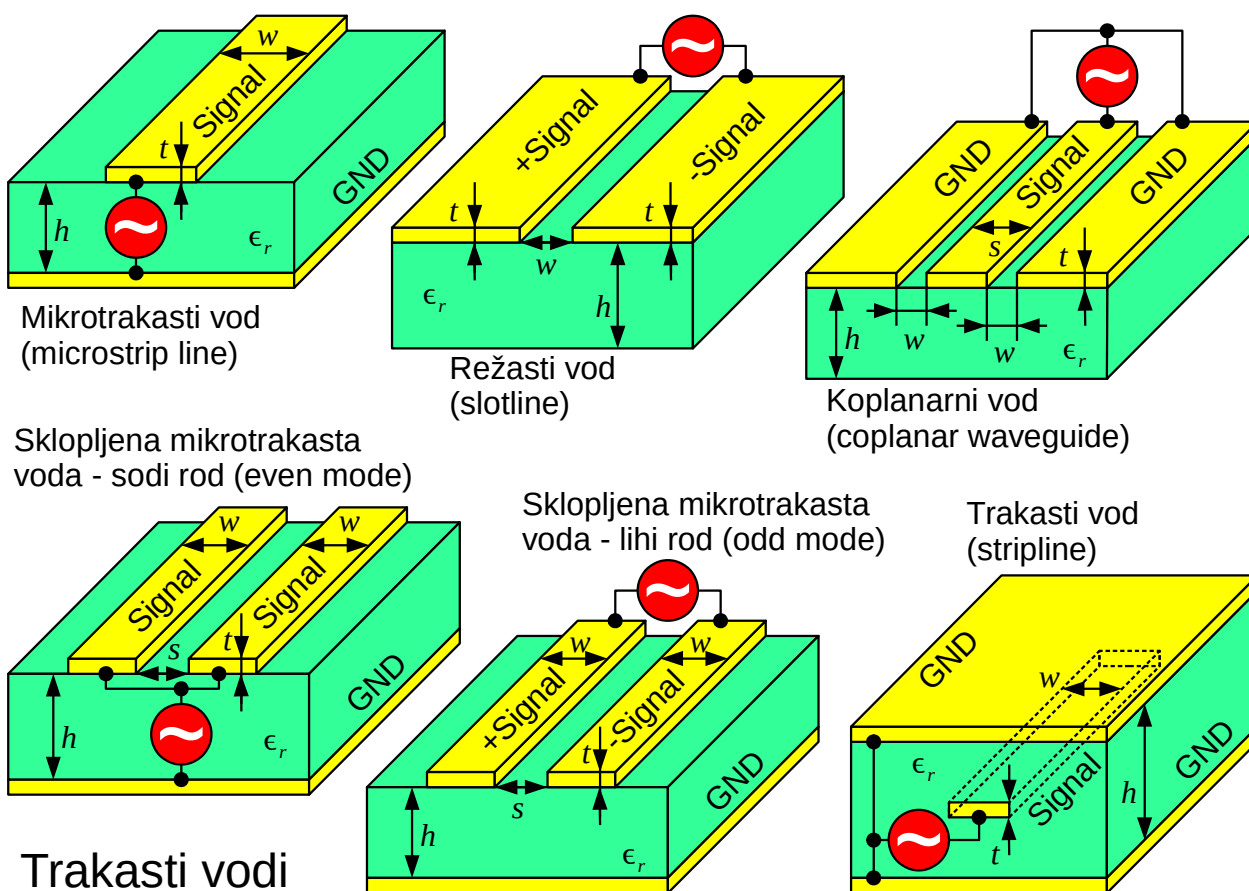 w
Signal
t
h
ϵr
GND
Mikrotrakasti vod
(microstrip line)
+Signal
-Signal
t
t
w
ϵr
h
Režasti vod
(slotline)
GND
Signal
GND
s
t
h
w
w
ϵr
Koplanarni vod
(coplanar waveguide)
Sklopljena mikrotrakasta
voda - sodi rod (even mode)
w
w
Signal
Signal
t
s
h
ϵr
GND
Sklopljena mikrotrakasta
voda - lihi rod (odd mode)
w
w
+Signal
-Signal
t
s
h
ϵr
GND
Trakasti vod
(stripline)
GND
w
ϵr
Signal
GND
h
t
Trakasti vodi